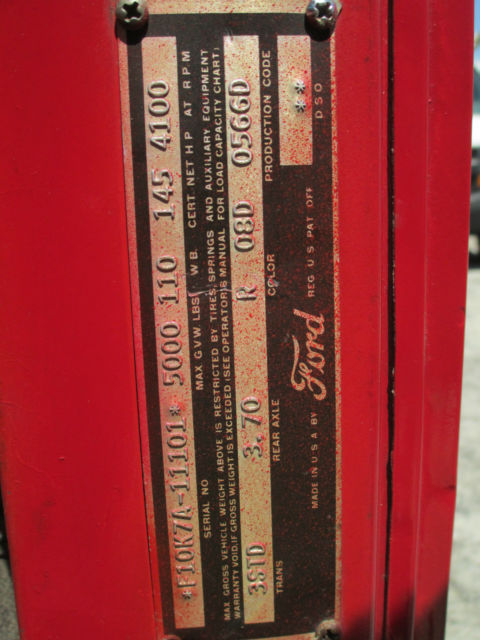 *F10K7A-11101* 5000 110 145 4100
SERIAL NO MAX. G.V.W. LBS. W.B. CERT NET H P AT R P M
MAX. GROSS VEHICLE WEIGHT ABOVE IS RESTRICTED BY TIRES, SPRINGS AND AUXILIARY EQUIPMENT
WARRANTY VOID, IF GROSS WEIGHT IS EXCEEDED (SEE OPERATOR'S MANUAL FOR LOAD CAPACITY CHART)
3STD 3.70 R 08D 0566D
TRANS REAR AXLE COLOR PRODUCTION CODE
**
MADE IN U.S.A. BY Ford REG U S PAT OFF DSO